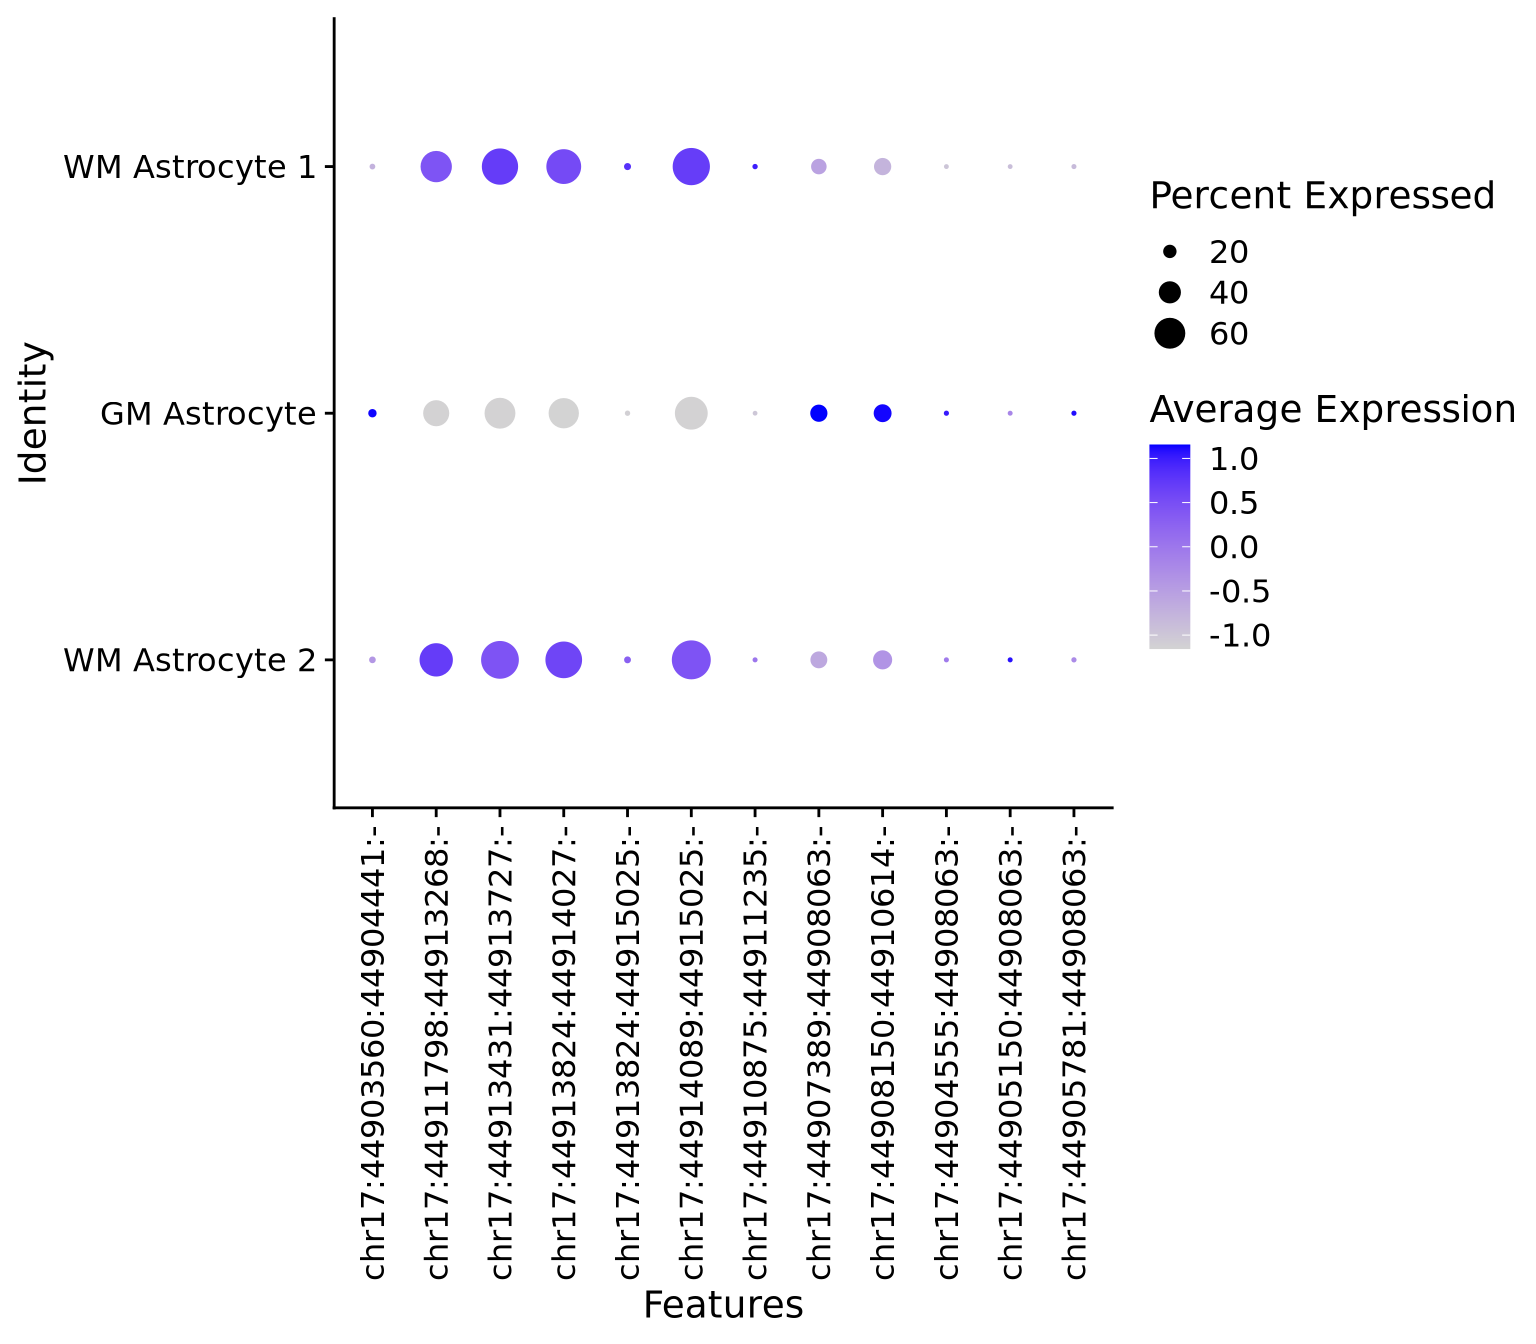 WM Astrocyte 1
GM Astrocyte
WM Astrocyte 2
Identity
chr17:44903560:44904441:-
chr17:44911798:44913268:-
chr17:44913431:44913727:-
chr17:44913824:44914027:-
chr17:44913824:44915025:-
chr17:44914089:44915025:-
chr17:44910875:44911235:-
chr17:44907389:44908063:-
chr17:44908150:44910614:-
chr17:44904555:44908063:-
chr17:44905150:44908063:-
chr17:44905781:44908063:-
Features
Percent Expressed
20
40
60
Average Expression
1.0
0.5
0.0
-0.5
-1.0